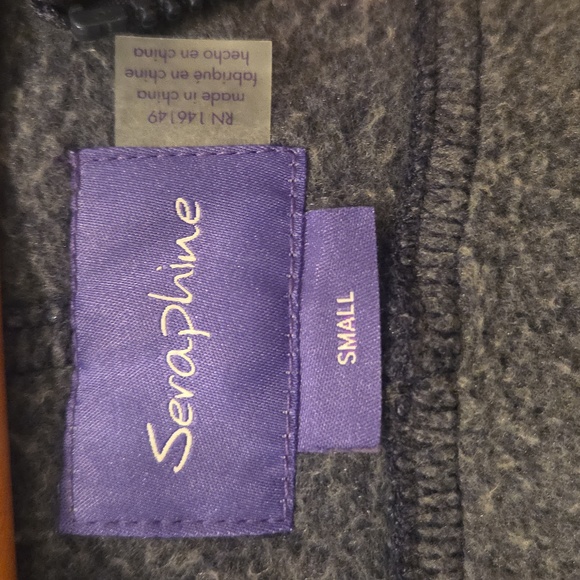 Seraphine
SMALL
RN 146149
made in china
fabriqué en chine
hecho en china